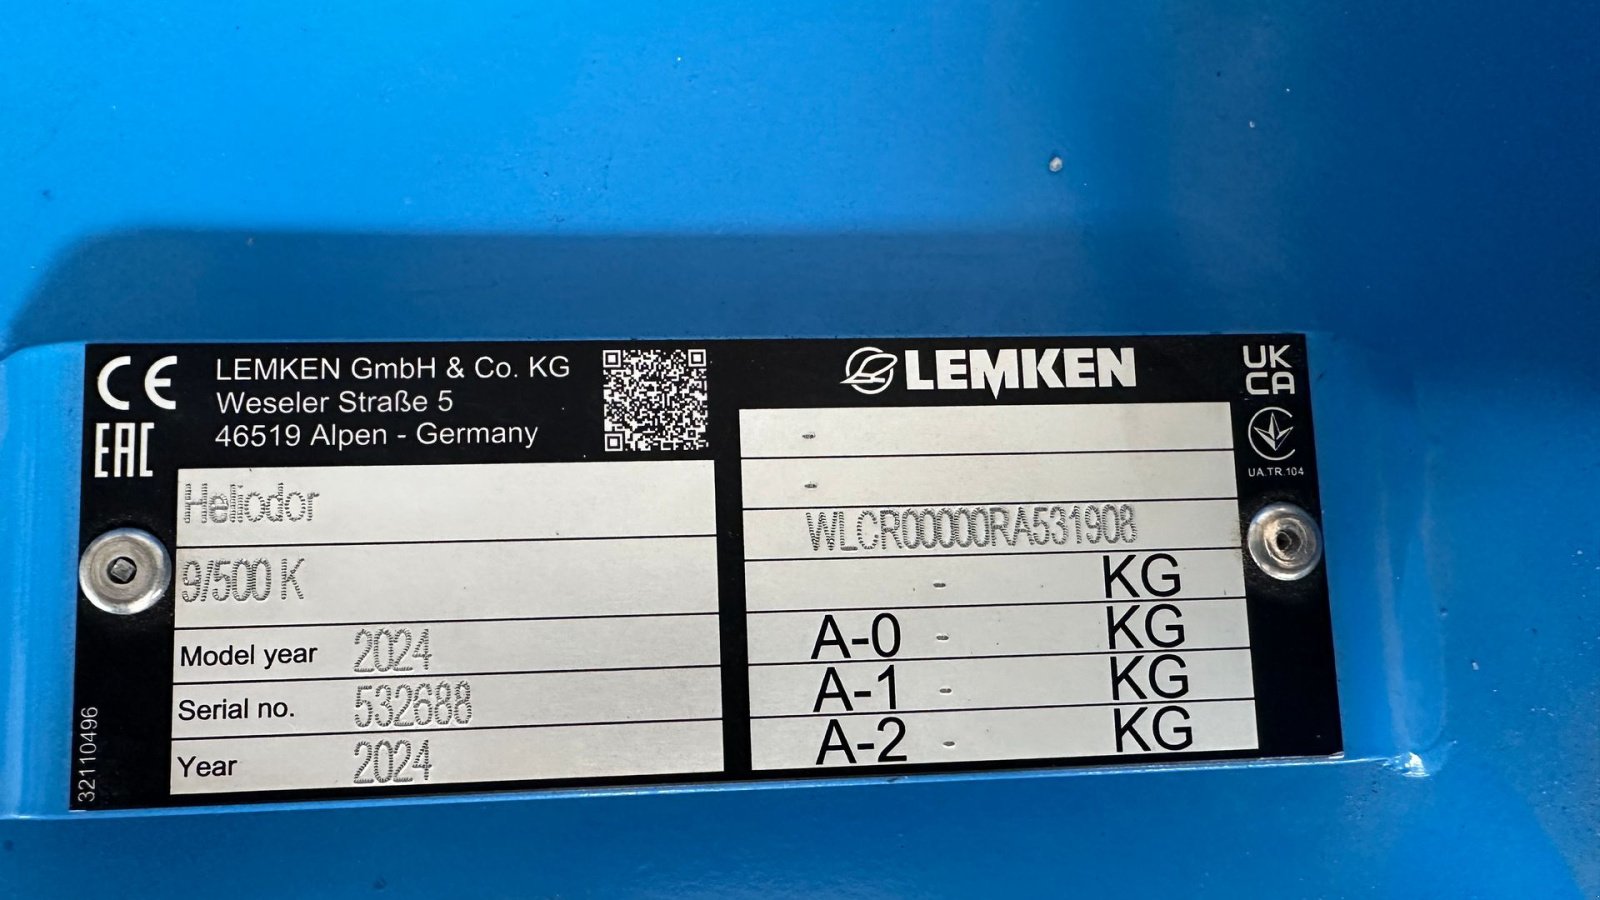 CE
EAC
LEMKEN GmbH & Co. KG
Weseler Straße 5
46519 Alpen - Germany
Heliodor
9/500 K
Model year 2024
Serial no. 532688
Year 2024
32110496
LEMKEN
UK
CA
UA.TR.104
-
-
WLCR00000RA531908
- KG
A-0 - KG
A-1 - KG
A-2 - KG